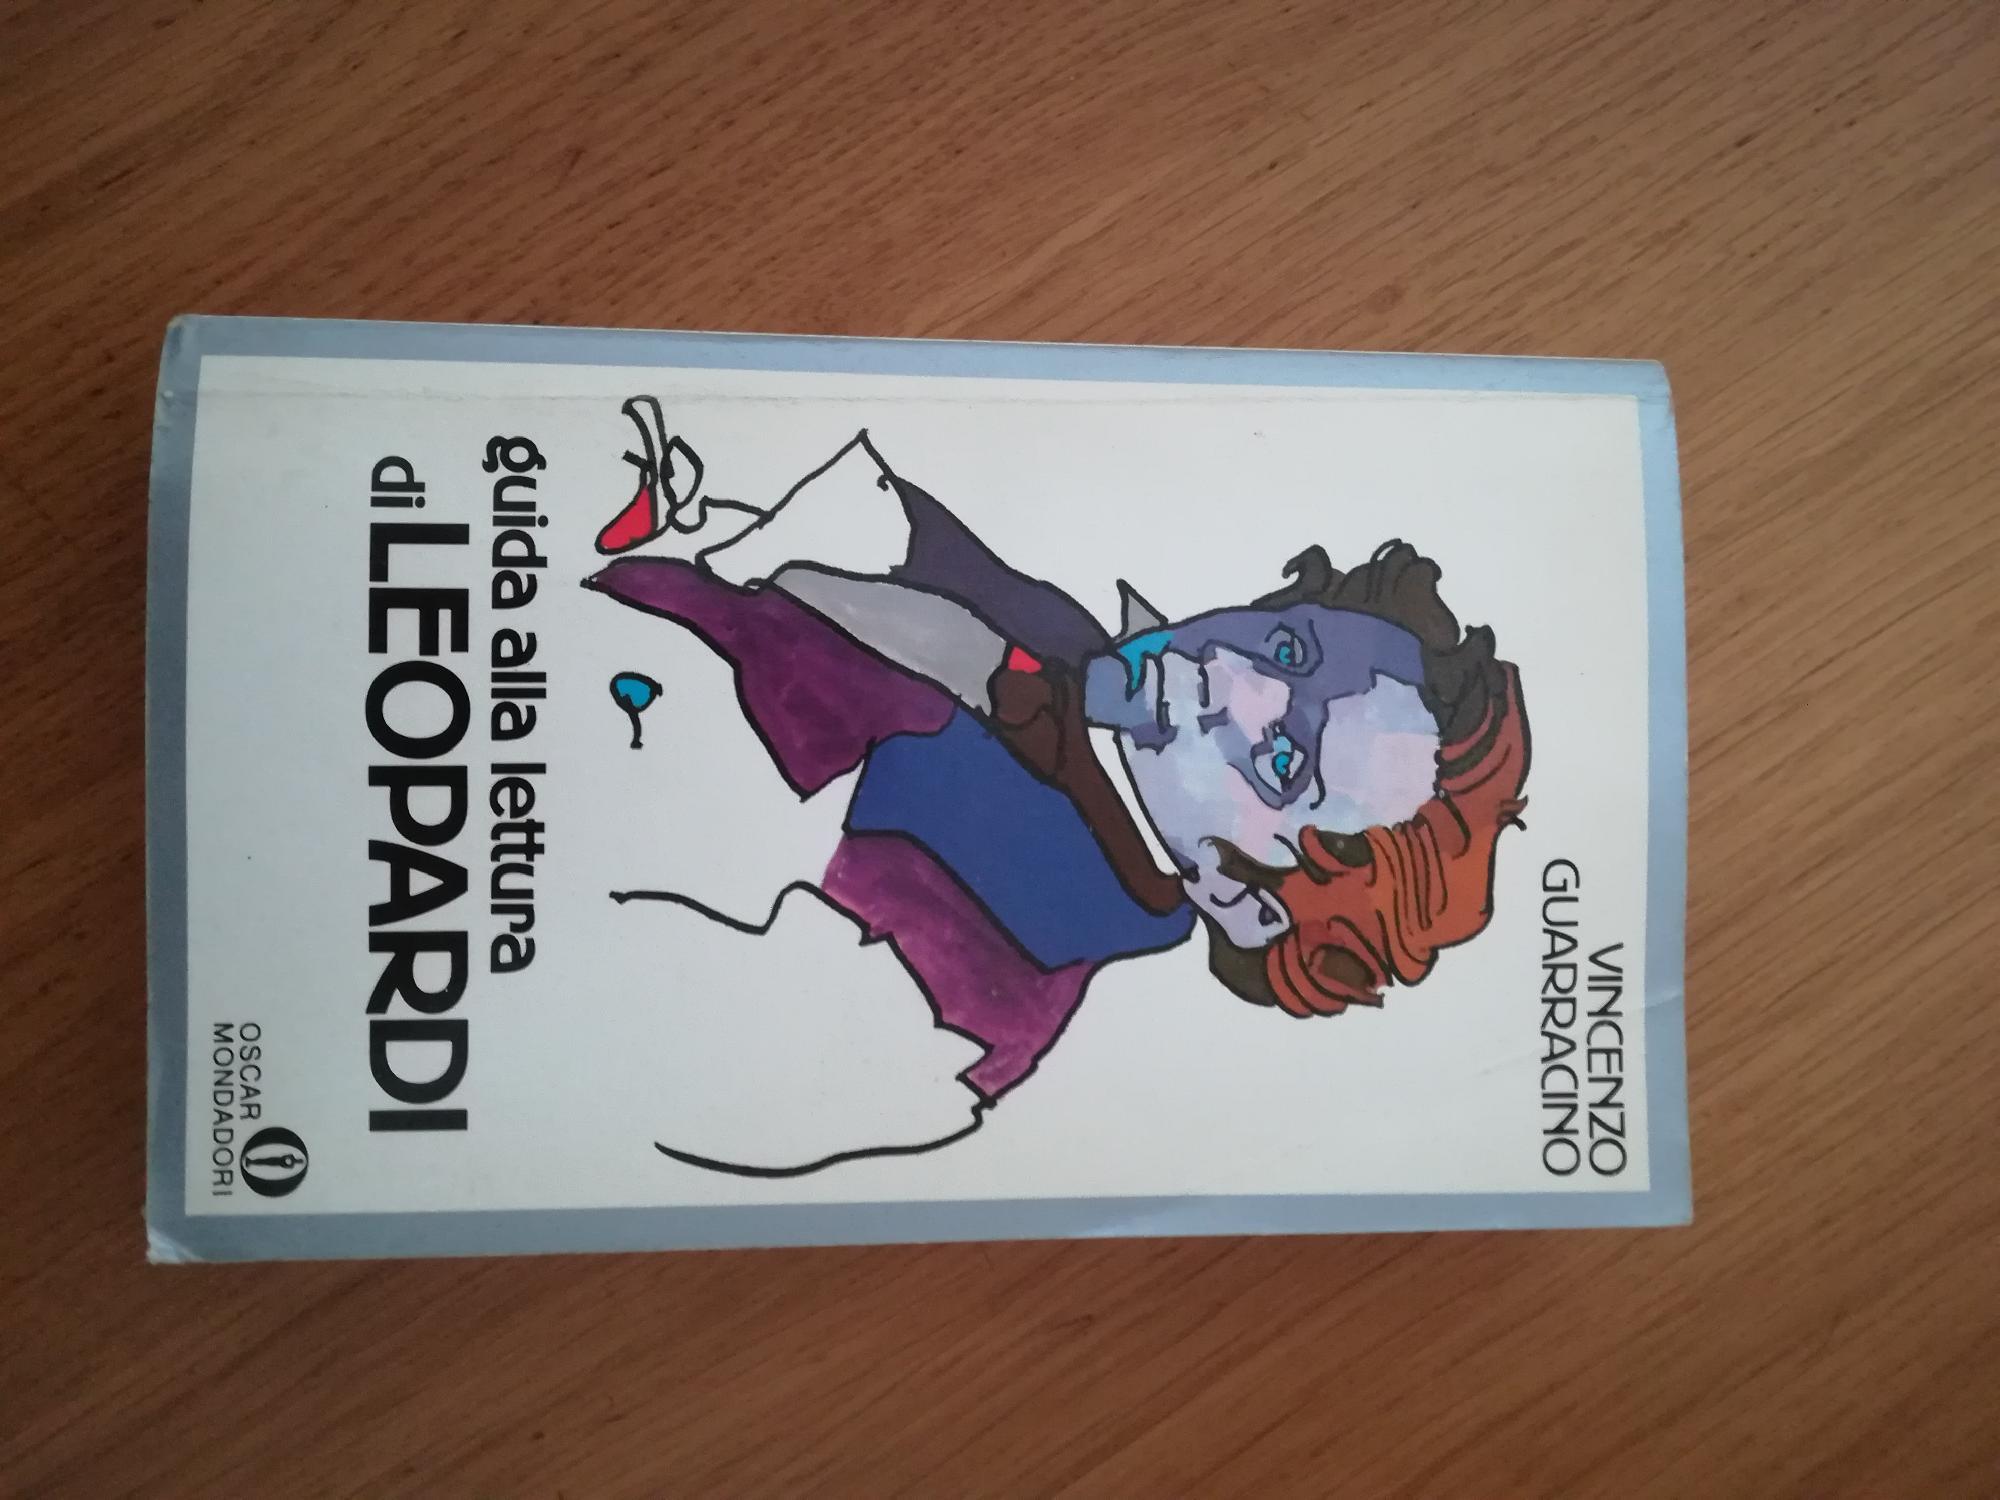 VINCENZO
GUARRACINO
guida alla lettura
di LEOPARDI
OSCAR
MONDADORI